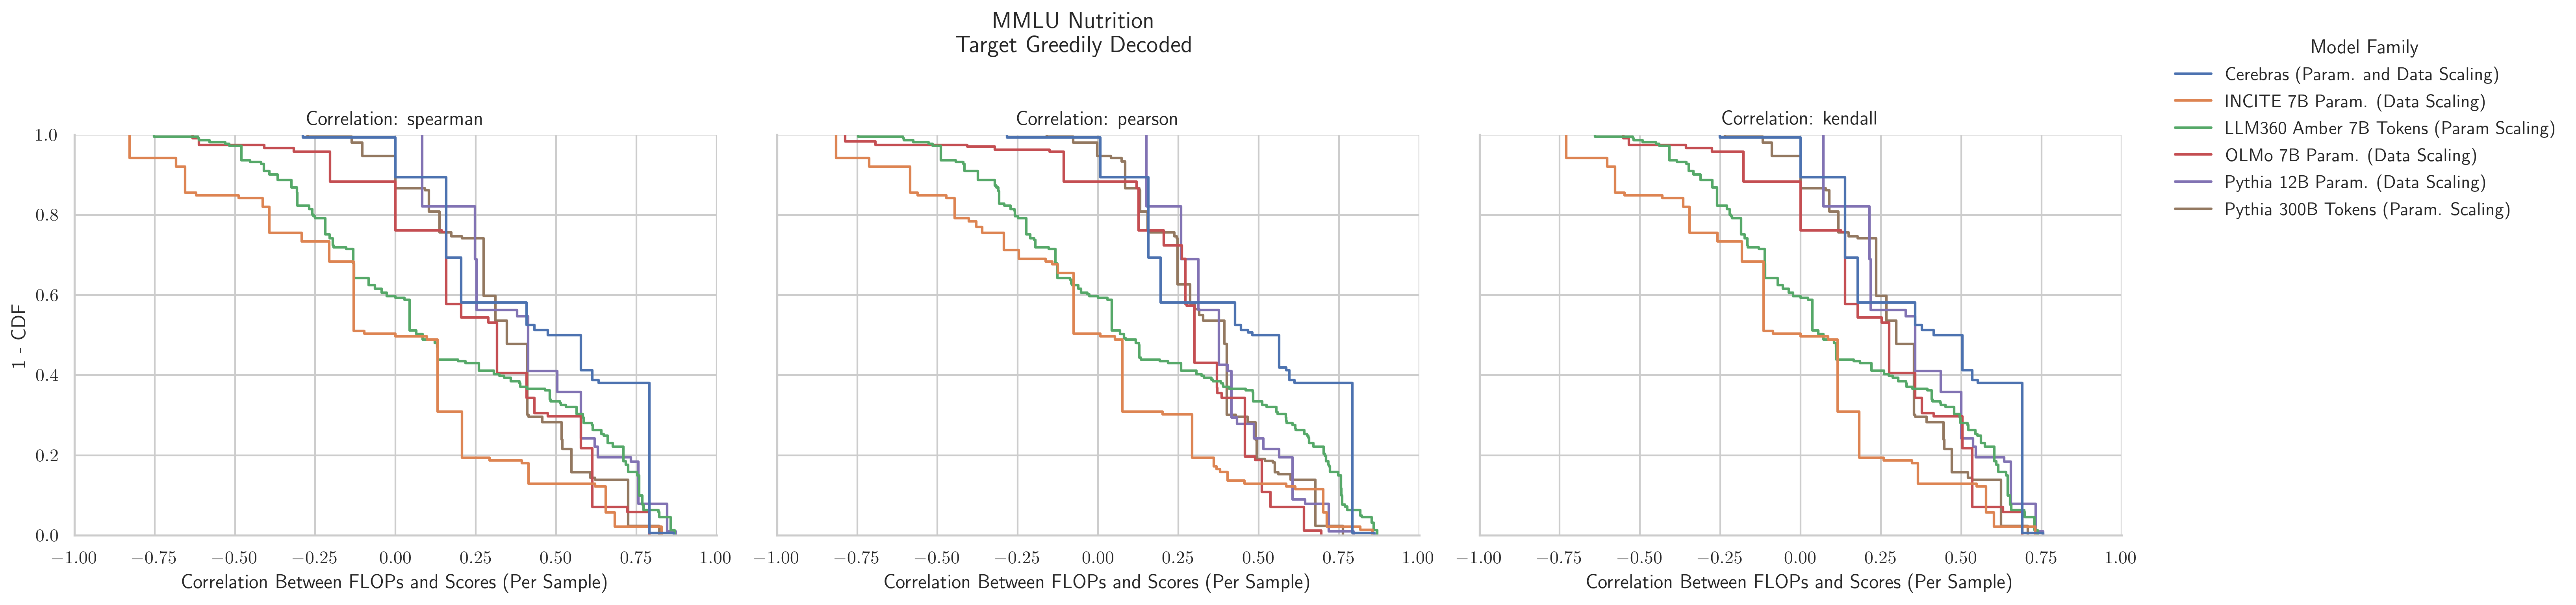 MMLU Nutrition
Target Greedily Decoded
Model Family
Cerebras (Param. and Data Scaling)
INCITE 7B Param. (Data Scaling)
LLM360 Amber 7B Tokens (Param Scaling)
OLMo 7B Param. (Data Scaling)
Pythia 12B Param. (Data Scaling)
Pythia 300B Tokens (Param. Scaling)
Correlation: spearman
Correlation: pearson
Correlation: kendall
1 - CDF
1.0
0.8
0.6
0.4
0.2
0.0
−1.00 −0.75 −0.50 −0.25 0.00 0.25 0.50 0.75 1.00
−1.00 −0.75 −0.50 −0.25 0.00 0.25 0.50 0.75 1.00
−1.00 −0.75 −0.50 −0.25 0.00 0.25 0.50 0.75 1.00
Correlation Between FLOPs and Scores (Per Sample)
Correlation Between FLOPs and Scores (Per Sample)
Correlation Between FLOPs and Scores (Per Sample)